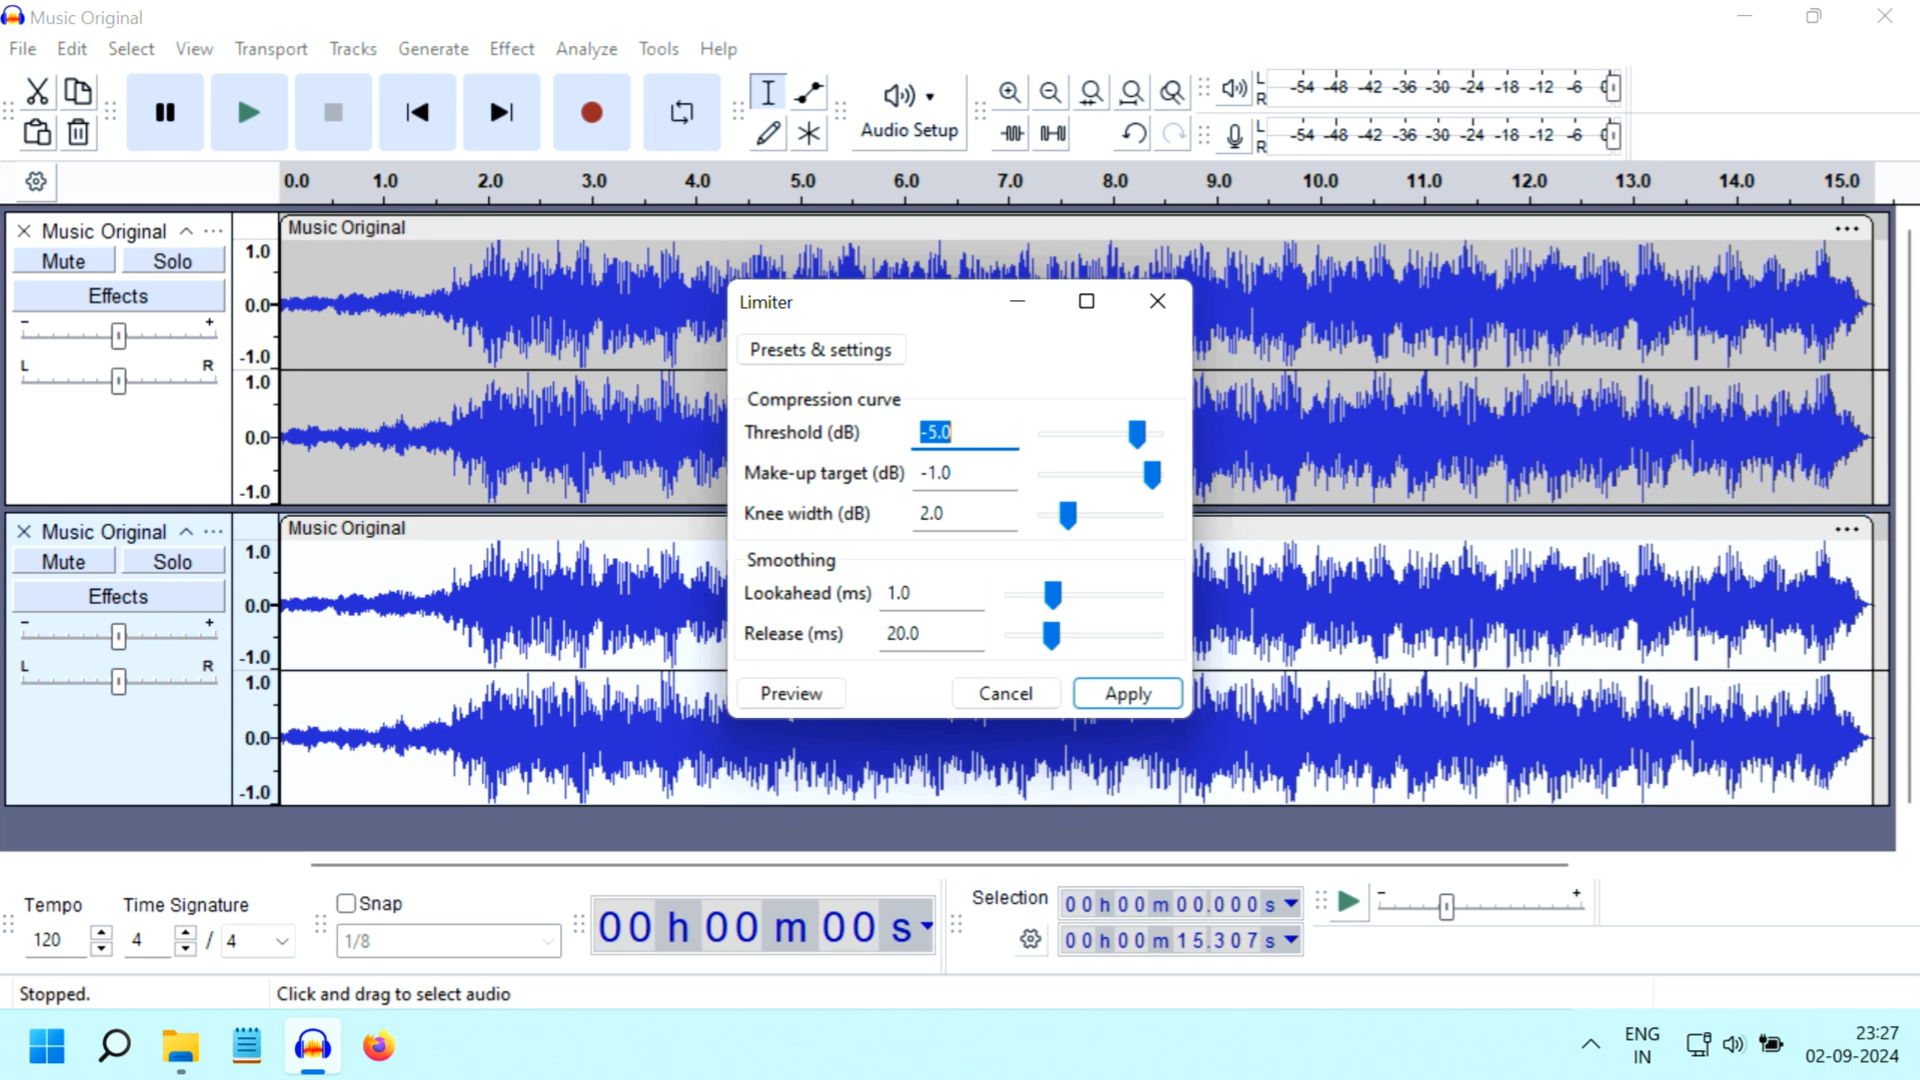 Music Original
File Edit Select View Transport Tracks Generate Effect Analyze Tools Help
Audio Setup
L R -54 -48 -42 -36 -30 -24 -18 -12 -6 0
L R -54 -48 -42 -36 -30 -24 -18 -12 -6 0
0.0 1.0 2.0 3.0 4.0 5.0 6.0 7.0 8.0 9.0 10.0 11.0 12.0 13.0 14.0 15.0
Music Original
Mute Solo
Effects
- +
L R
1.0
0.0
-1.0
1.0
0.0
-1.0
Music Original
Music Original
Mute Solo
Effects
- +
L R
1.0
0.0
-1.0
1.0
0.0
-1.0
Music Original
Limiter
Presets & settings
Compression curve
Threshold (dB) -5.0
Make-up target (dB) -1.0
Knee width (dB) 2.0
Smoothing
Lookahead (ms) 1.0
Release (ms) 20.0
Preview Cancel Apply
Tempo
120
Time Signature
4 / 4
Snap
1/8
00 h 00 m 00 s
Selection
00 h 00 m 00.000 s
00 h 00 m 15.307 s
- +
Stopped.
Click and drag to select audio
ENG
IN
23:27
02-09-2024